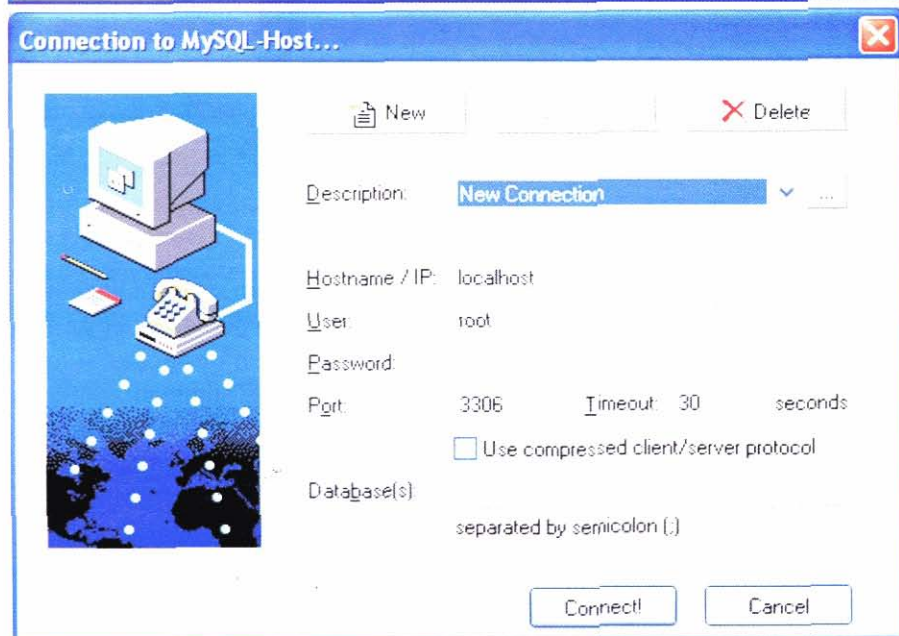 Connection to MySQL-Host...
New
Delete
Description: New Connection ...
Hostname / IP: localhost
User: root
Password:
Port: 3306 Timeout: 30 seconds
Use compressed client/server protocol
Database(s):
separated by semicolon (;)
Connect! Cancel